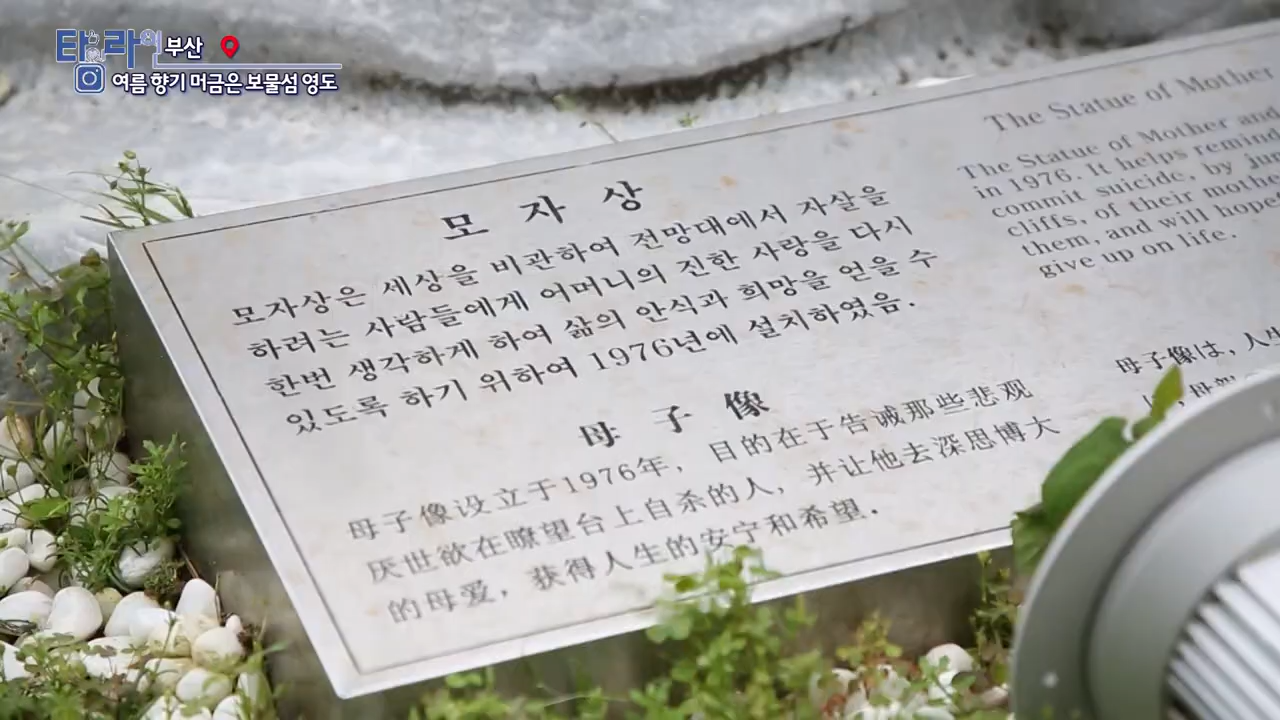 부산
여름 향기 머금은 보물섬 영도
모자상
모자상은 세상을 비관하여 전망대에서 자살을
하려는 사람들에게 어머니의 진한 사랑을 다시
한번 생각하게 하여 삶의 안식과 희망을 얻을 수
있도록 하기 위하여 1976년에 설치하였음.
母子像
母子像设立于1976年，目的在于告诫那些悲观
厌世欲在瞭望台上自杀的人，并让他去深思博大
的母爱，获得人生的安宁和希望.
The Statue of Mother
The Statue of Mother and
in 1976. It helps remind
commit suicide, by
cliffs, of their
them, and will
give up on life.
母子像は,人生